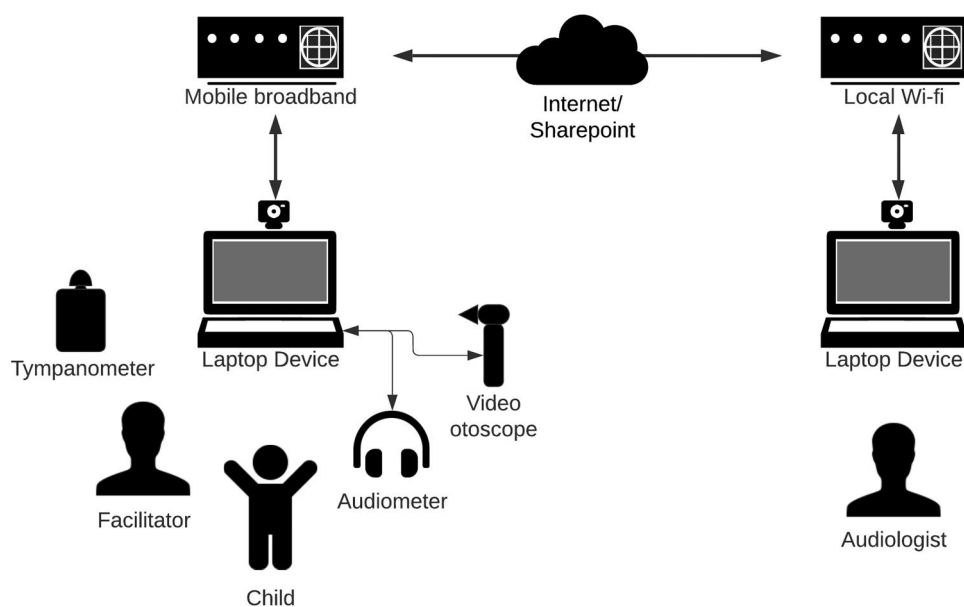 Mobile broadband
Internet/
Sharepoint
Local Wi-fi
Tympanometer
Laptop Device
Video
otoscope
Laptop Device
Facilitator
Child
Audiometer
Audiologist